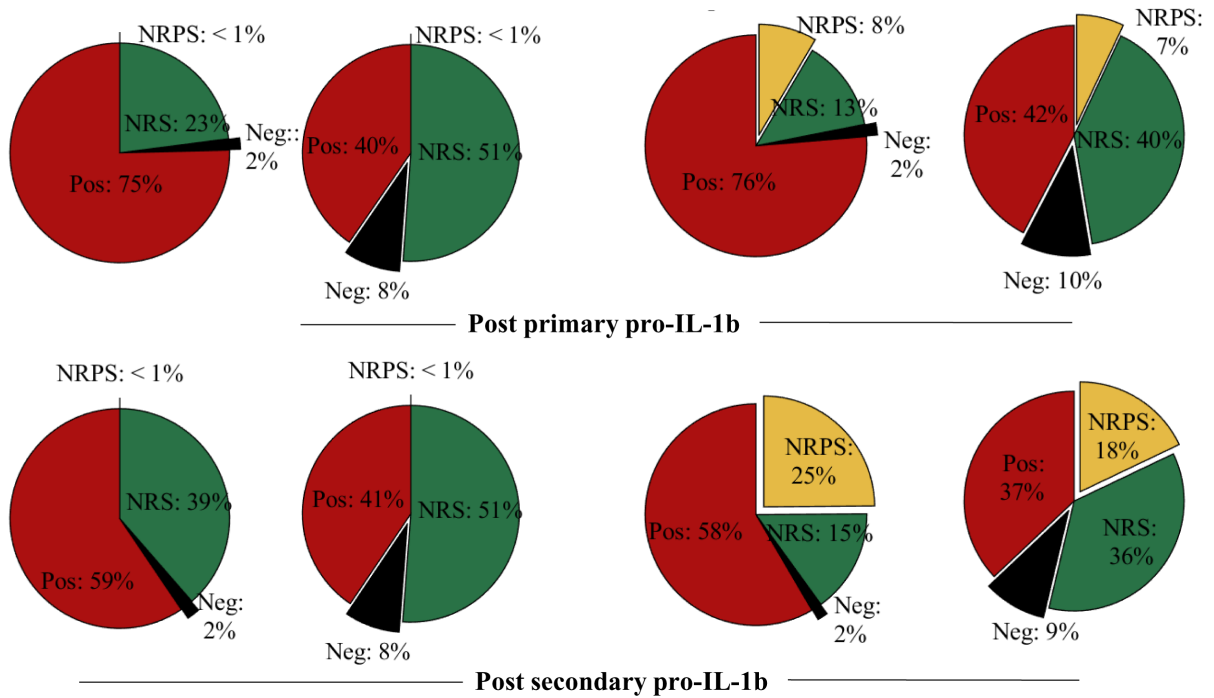 NRPS: < 1%
NRS: 23%
Neg::
2%
Pos: 75%
NRPS: < 1%
Pos: 40%
NRS: 51%
Neg: 8%
NRPS: 8%
NRS: 13%
Neg:
2%
Pos: 76%
NRPS:
7%
Pos: 42%
NRS: 40%
Neg: 10%
Post primary pro-IL-1b
NRPS: < 1%
NRS: 39%
Pos: 59%
Neg:
2%
NRPS: < 1%
Pos: 41%
NRS: 51%
Neg: 8%
NRPS:
25%
Pos: 58%
NRS: 15%
Neg:
2%
NRPS:
18%
Pos:
37%
NRS:
36%
Neg: 9%
Post secondary pro-IL-1b